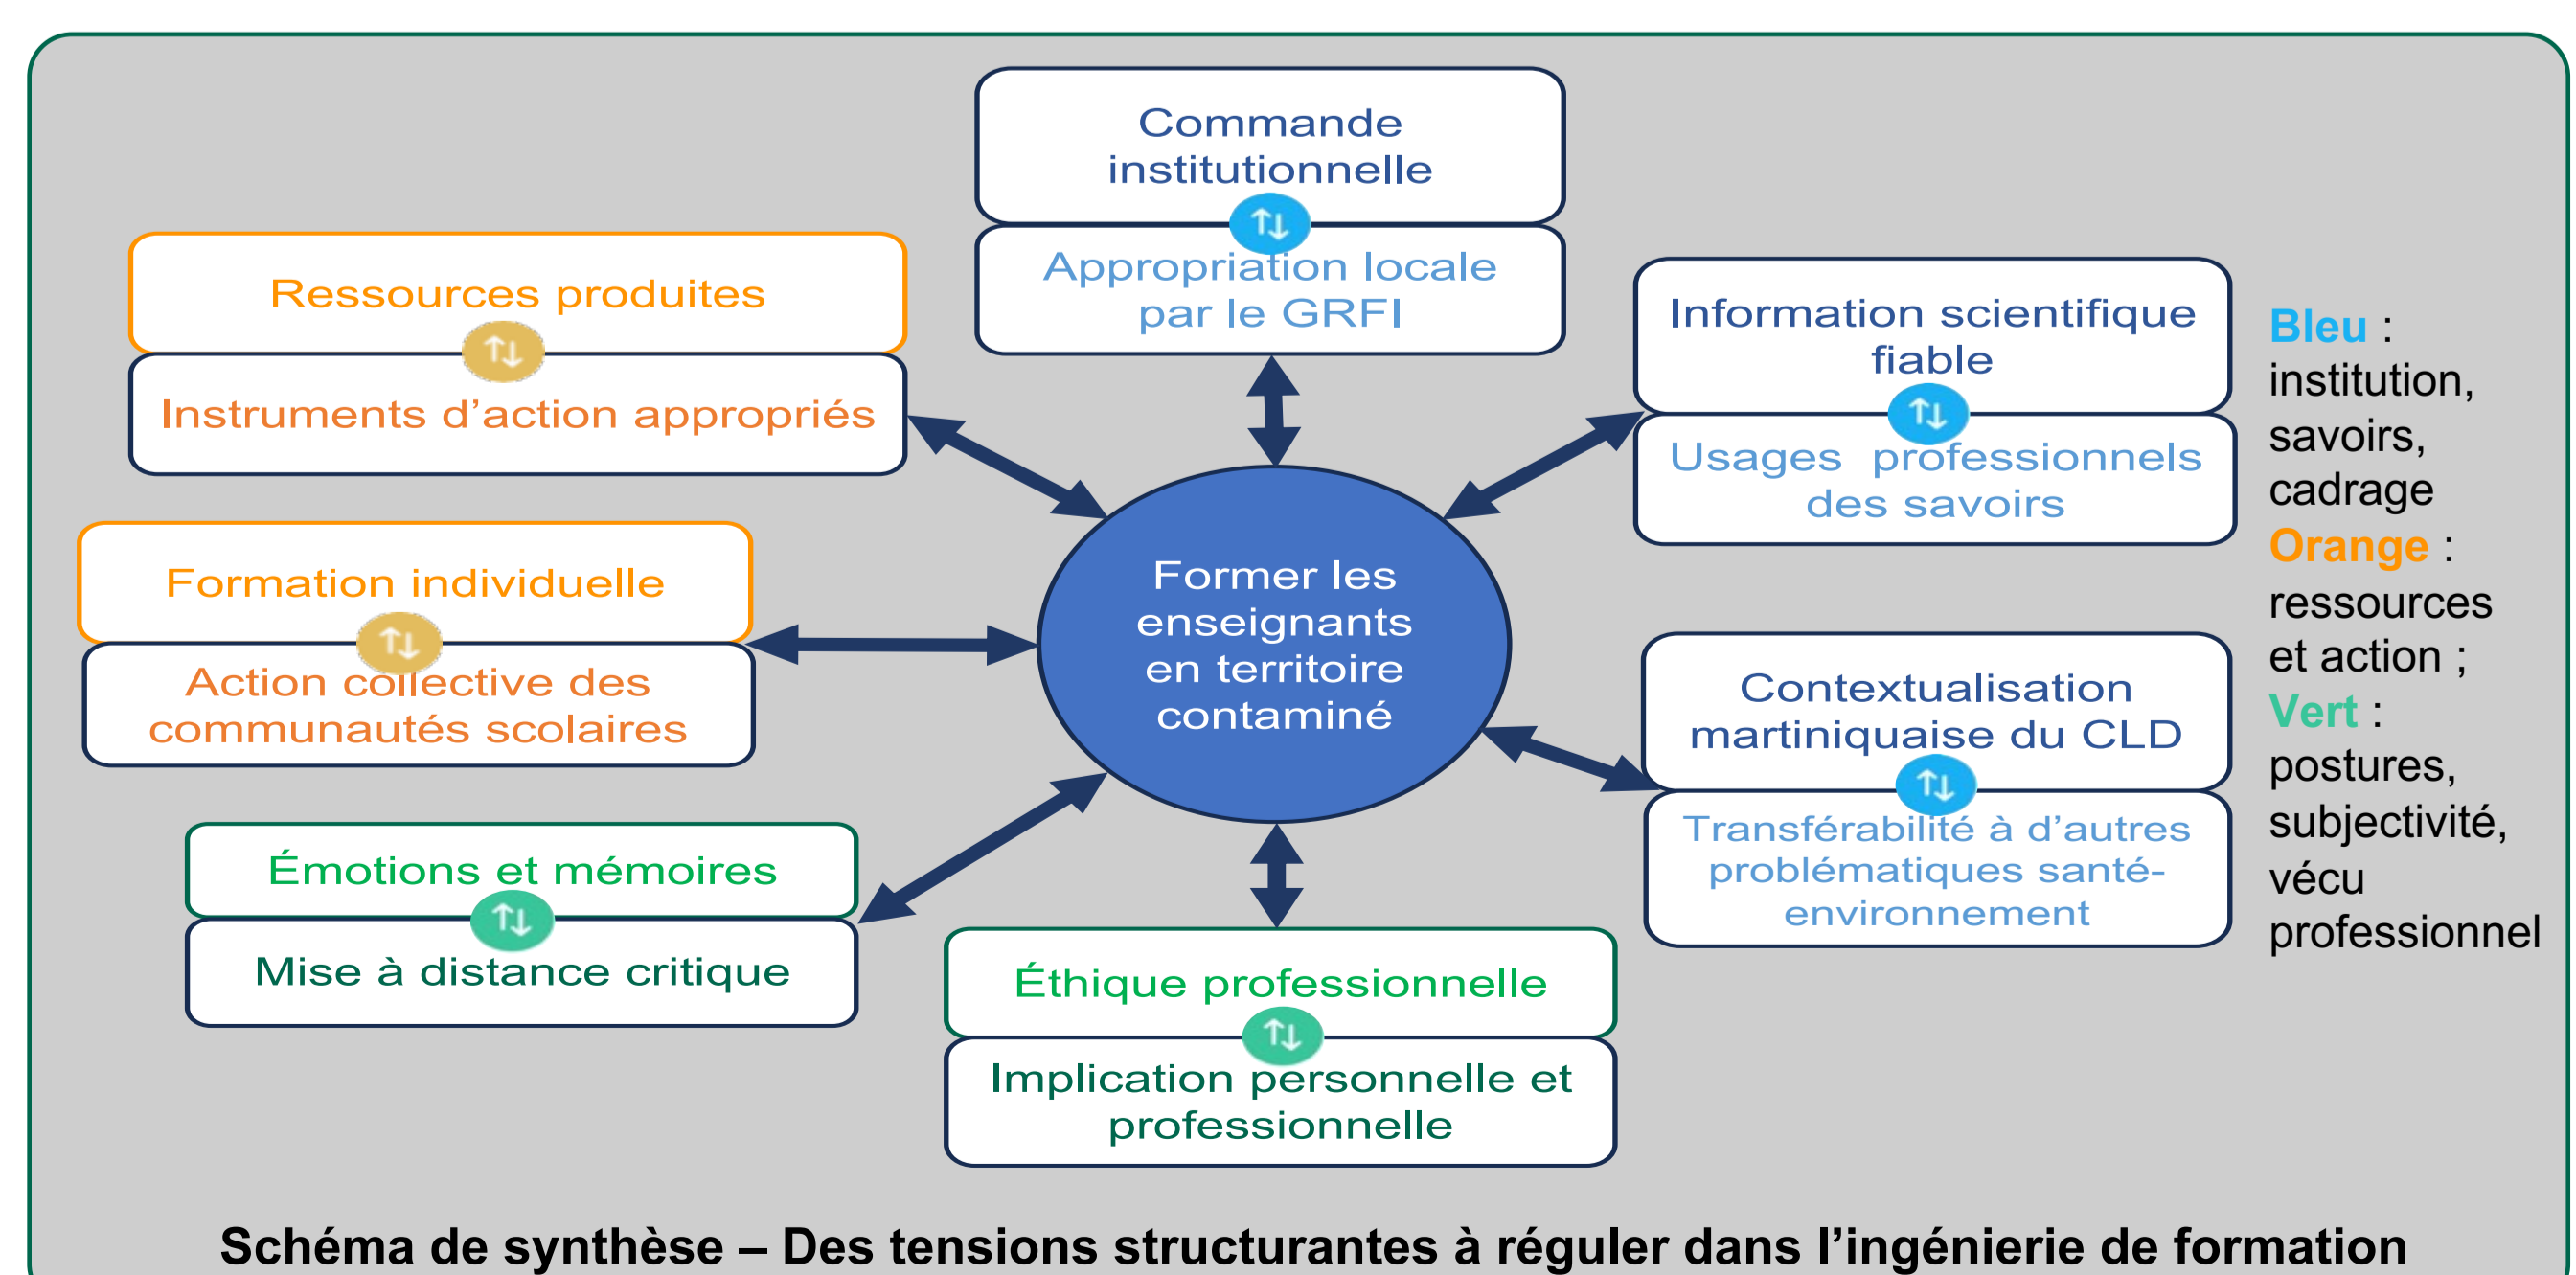 Commande
institutionnelle
Appropriation locale
par le GRFI
Ressources produites
Instruments d'action appropriés
Information scientifique
fiable
Usages professionnels
des savoirs
Formation individuelle
Action collective des
communautés scolaires
Former les
enseignants
en territoire
contaminé
Contextualisation
martiniquaise du CLD
Transférabilité à d'autres
problématiques santé-
environnement
Émotions et mémoires
Mise à distance critique
Éthique professionnelle
Implication personnelle et
professionnelle
Bleu :
institution,
savoirs,
cadrage
Orange :
ressources
et action ;
Vert :
postures,
subjectivité,
vécu
professionnel
Schéma de synthèse – Des tensions structurantes à réguler dans l'ingénierie de formation